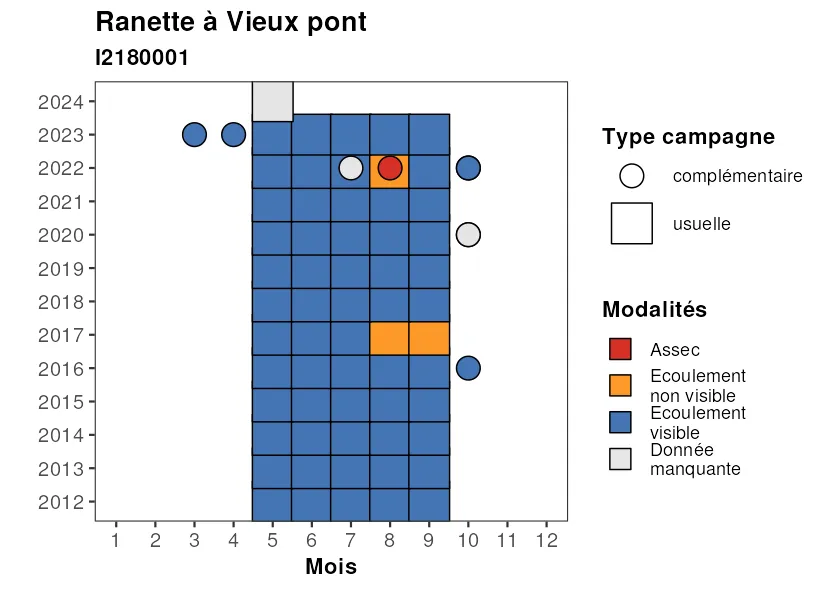 Ranette à Vieux pont
I2180001
2024
2023
2022
2021
2020
2019
2018
2017
2016
2015
2014
2013
2012
1 2 3 4 5 6 7 8 9 10 11 12
Mois
Type campagne
complémentaire
usuelle
Modalités
Assec
Ecoulement
non visible
Ecoulement
visible
Donnée
manquante